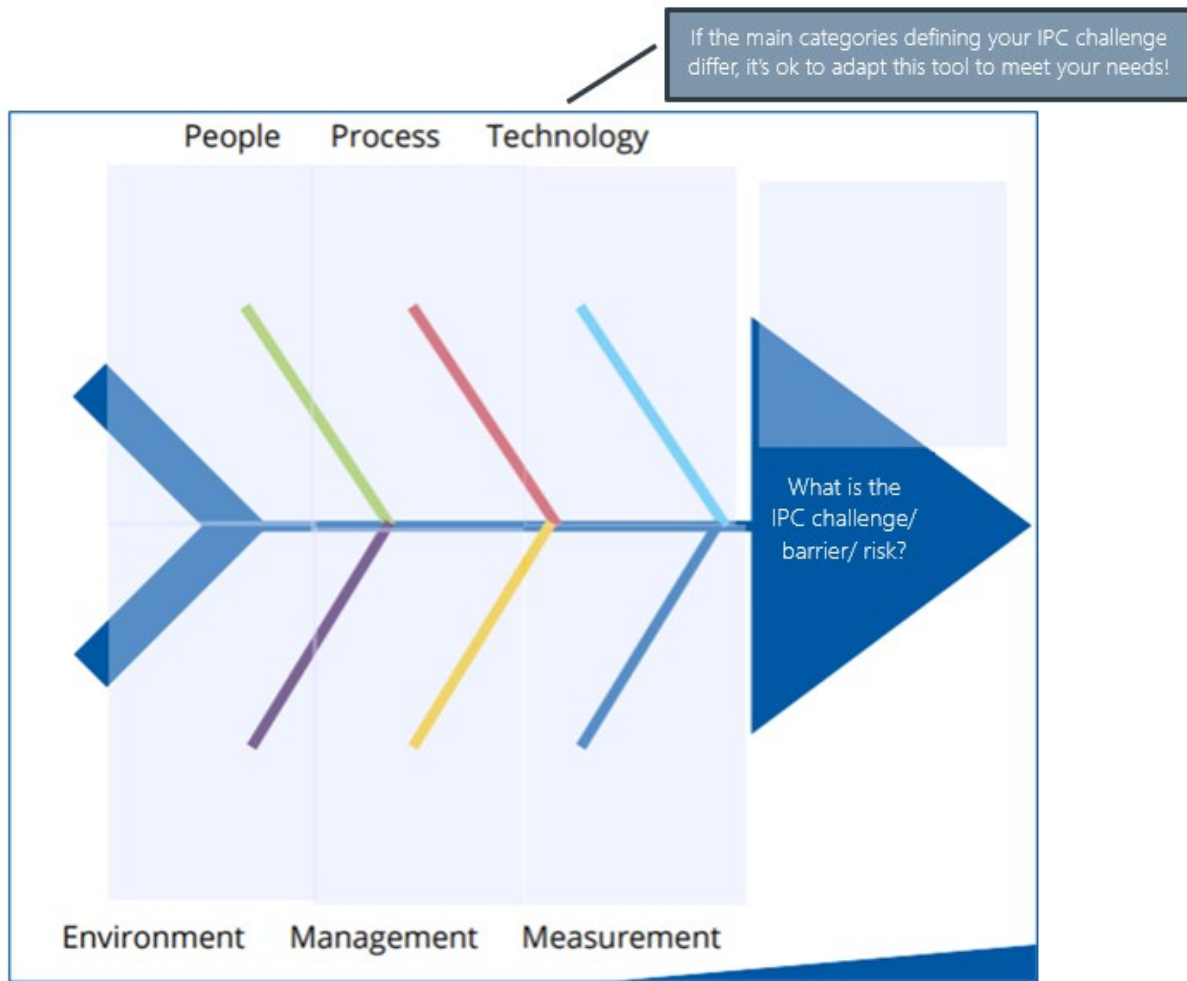 If the main categories defining your IPC challenge
differ, it's ok to adapt this tool to meet your needs!
People Process Technology
What is the
IPC challenge/
barrier/ risk?
Environment Management Measurement